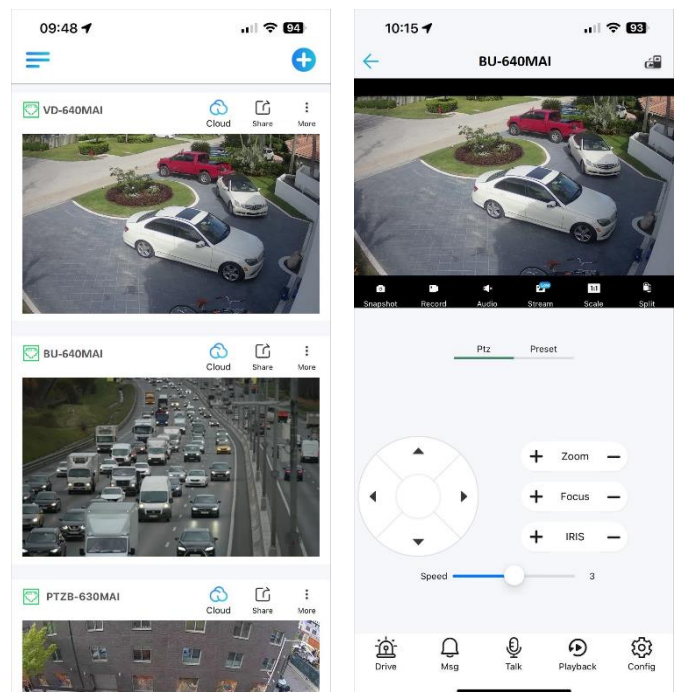 09:48
94
VD-640MAI
Cloud
Share
More
BU-640MAI
Cloud
Share
More
PTZB-630MAI
Cloud
Share
More
10:15
93
BU-640MAI
Snapshot
Record
Audio
Stream
1:1
Scale
Split
Ptz
Preset
+ Zoom −
+ Focus −
+ IRIS −
Speed
3
Drive
Msg
Talk
Playback
Config